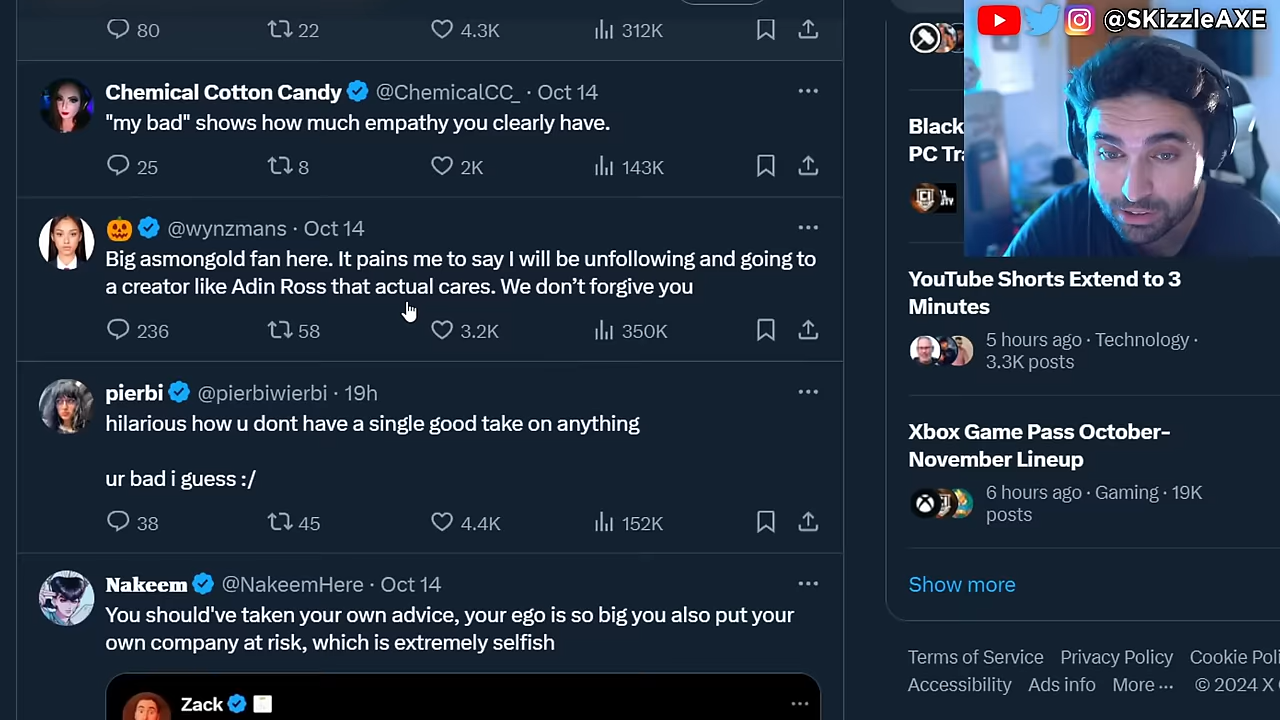 @SKizzleAXE
80 22 4.3K 312K
Chemical Cotton Candy @ChemicalCC_ · Oct 14
"my bad" shows how much empathy you clearly have.
25 8 2K 143K
🎃 @wynzmans · Oct 14
Big asmongold fan here. It pains me to say I will be unfollowing and going to
a creator like Adin Ross that actual cares. We don't forgive you
236 58 3.2K 350K
pierbi @pierbiwierbi · 19h
hilarious how u dont have a single good take on anything
ur bad i guess :/
38 45 4.4K 152K
Nakeem @NakeemHere · Oct 14
You should've taken your own advice, your ego is so big you also put your
own company at risk, which is extremely selfish
Zack
Black
PC
YouTube Shorts Extend to 3
Minutes
5 hours ago · Technology ·
3.3K posts
Xbox Game Pass October–
November Lineup
6 hours ago · Gaming · 19K
posts
Show more
Terms of Service Privacy Policy Cookie
Accessibility Ads info More ··· © 2024 X